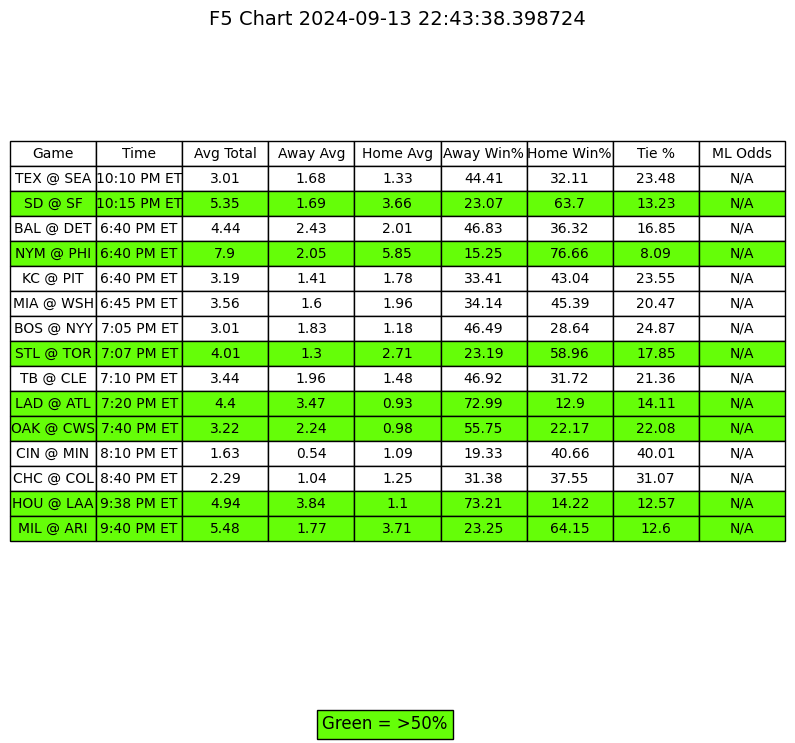 F5 Chart 2024-09-13 22:43:38.398724
Game Time Avg Total Away Avg Home Avg Away Win% Home Win% Tie % ML Odds
TEX @ SEA 10:10 PM ET 3.01 1.68 1.33 44.41 32.11 23.48 N/A
SD @ SF 10:15 PM ET 5.35 1.69 3.66 23.07 63.7 13.23 N/A
BAL @ DET 6:40 PM ET 4.44 2.43 2.01 46.83 36.32 16.85 N/A
NYM @ PHI 6:40 PM ET 7.9 2.05 5.85 15.25 76.66 8.09 N/A
KC @ PIT 6:40 PM ET 3.19 1.41 1.78 33.41 43.04 23.55 N/A
MIA @ WSH 6:45 PM ET 3.56 1.6 1.96 34.14 45.39 20.47 N/A
BOS @ NYY 7:05 PM ET 3.01 1.83 1.18 46.49 28.64 24.87 N/A
STL @ TOR 7:07 PM ET 4.01 1.3 2.71 23.19 58.96 17.85 N/A
TB @ CLE 7:10 PM ET 3.44 1.96 1.48 46.92 31.72 21.36 N/A
LAD @ ATL 7:20 PM ET 4.4 3.47 0.93 72.99 12.9 14.11 N/A
OAK @ CWS 7:40 PM ET 3.22 2.24 0.98 55.75 22.17 22.08 N/A
CIN @ MIN 8:10 PM ET 1.63 0.54 1.09 19.33 40.66 40.01 N/A
CHC @ COL 8:40 PM ET 2.29 1.04 1.25 31.38 37.55 31.07 N/A
HOU @ LAA 9:38 PM ET 4.94 3.84 1.1 73.21 14.22 12.57 N/A
MIL @ ARI 9:40 PM ET 5.48 1.77 3.71 23.25 64.15 12.6 N/A
Green = >50%